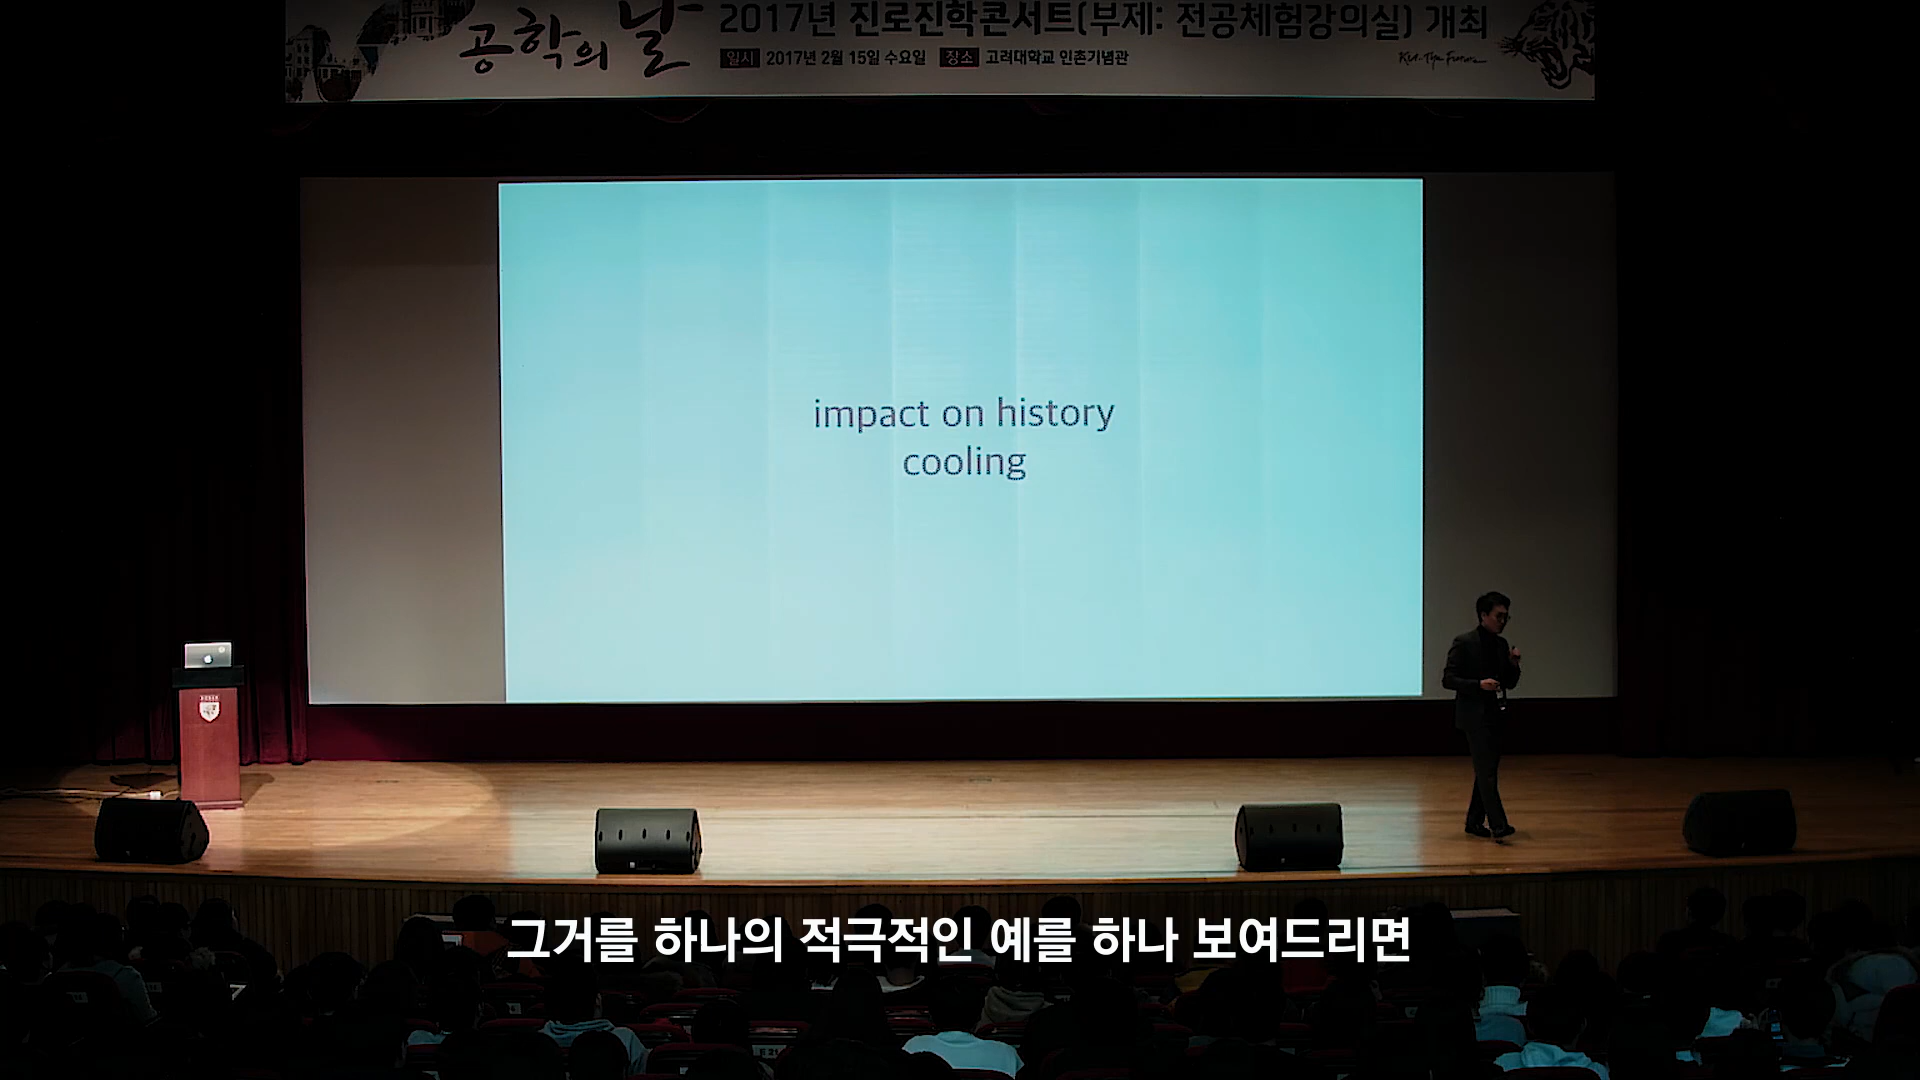 공학의 날
2017년 진로진학콘서트(부제: 전공체험강의실) 개최
일시 2017년 2월 15일 수요일 장소 고려대학교 인촌기념관
impact on history
cooling
그거를 하나의 적극적인 예를 하나 보여드리면